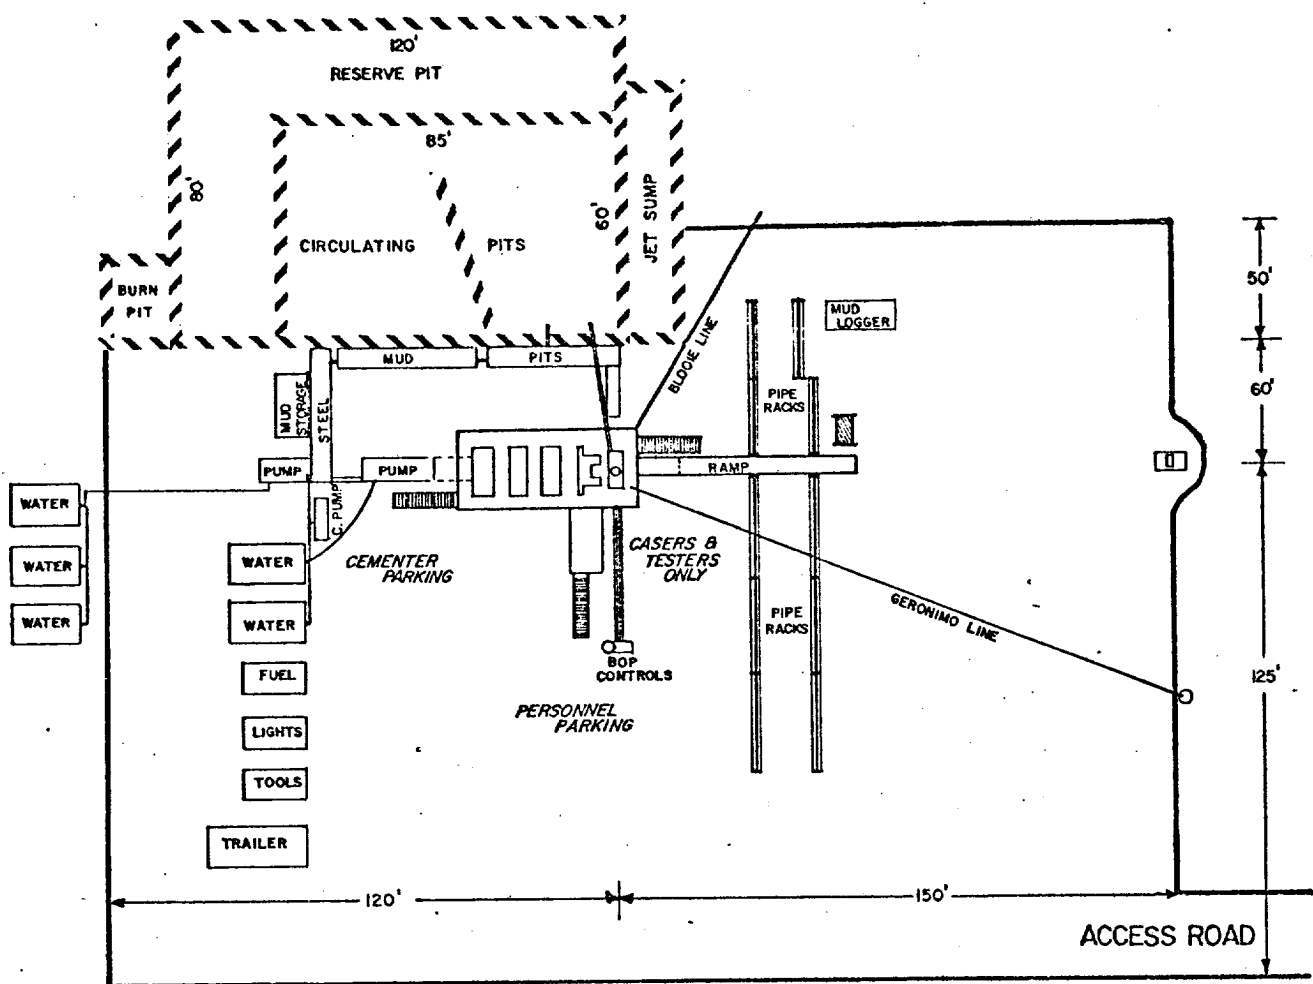 120'
RESERVE PIT
85'
80'
60'
JET SUMP
CIRCULATING PITS
BURN
PIT
50'
MUD
LOGGER
BLOOIE LINE
MUD
PITS
60'
MUD
STORAGE
STEEL
PIPE
RACKS
PUMP
PUMP
RAMP
WATER
C. PUMP
WATER
CEMENTER
PARKING
CASERS &
TESTERS
ONLY
WATER
WATER
WATER
GERONIMO LINE
PIPE
RACKS
BOP
CONTROLS
FUEL
125'
PERSONNEL
PARKING
LIGHTS
TOOLS
TRAILER
120'
150'
ACCESS ROAD